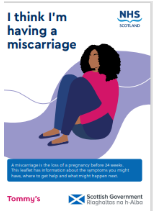 I think I'm
having a
miscarriage
NHS
SCOTLAND
A miscarriage is the loss of a pregnancy before 24 weeks.
This leaflet has information about the symptoms you might
have, where to get help and what might happen next.
Tommy's
Scottish Government
Riaghaltas na h-Alba